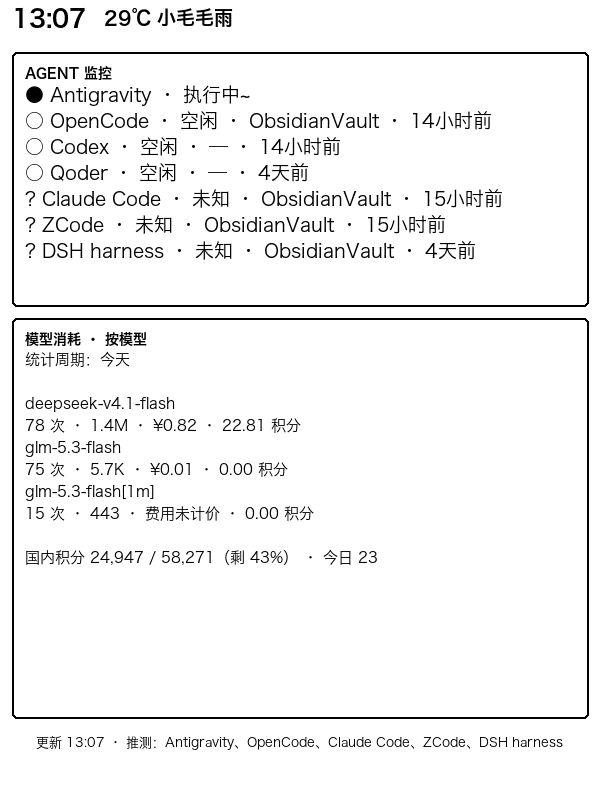 13:07 29℃ 小毛毛雨
AGENT 监控
● Antigravity · 执行中~
○ OpenCode · 空闲 · ObsidianVault · 14小时前
○ Codex · 空闲 · — · 14小时前
○ Qoder · 空闲 · — · 4天前
? Claude Code · 未知 · ObsidianVault · 15小时前
? ZCode · 未知 · ObsidianVault · 15小时前
? DSH harness · 未知 · ObsidianVault · 4天前
模型消耗 · 按模型
统计周期：今天
deepseek-v4.1-flash
78 次 · 1.4M · ¥0.82 · 22.81 积分
glm-5.3-flash
75 次 · 5.7K · ¥0.01 · 0.00 积分
glm-5.3-flash[1m]
15 次 · 443 · 费用未计价 · 0.00 积分
国内积分 24,947 / 58,271（剩 43%） · 今日 23
更新 13:07 · 推测：Antigravity、OpenCode、Claude Code、ZCode、DSH harness